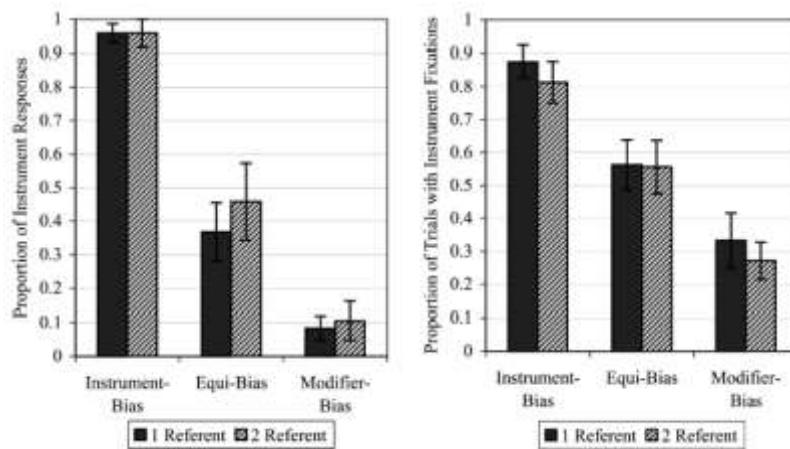 Proportion of Instrument Responses
1
0.9
0.8
0.7
0.6
0.5
0.4
0.3
0.2
0.1
0
Instrument-
Bias
Equi-Bias
Modifier-
Bias
1 Referent
2 Referent
Proportion of Trials with Instrument Fixations
1
0.9
0.8
0.7
0.6
0.5
0.4
0.3
0.2
0.1
0
Instrument-
Bias
Equi-Bias
Modifier-
Bias
1 Referent
2 Referent